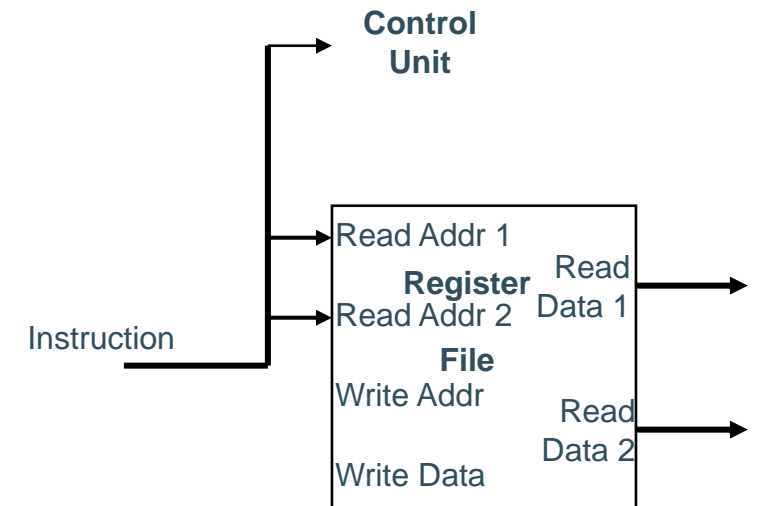 Control
Unit
Read Addr 1
Read
Register
Data 1
Read Addr 2
Instruction
File
Write Addr
Read
Data 2
Write Data